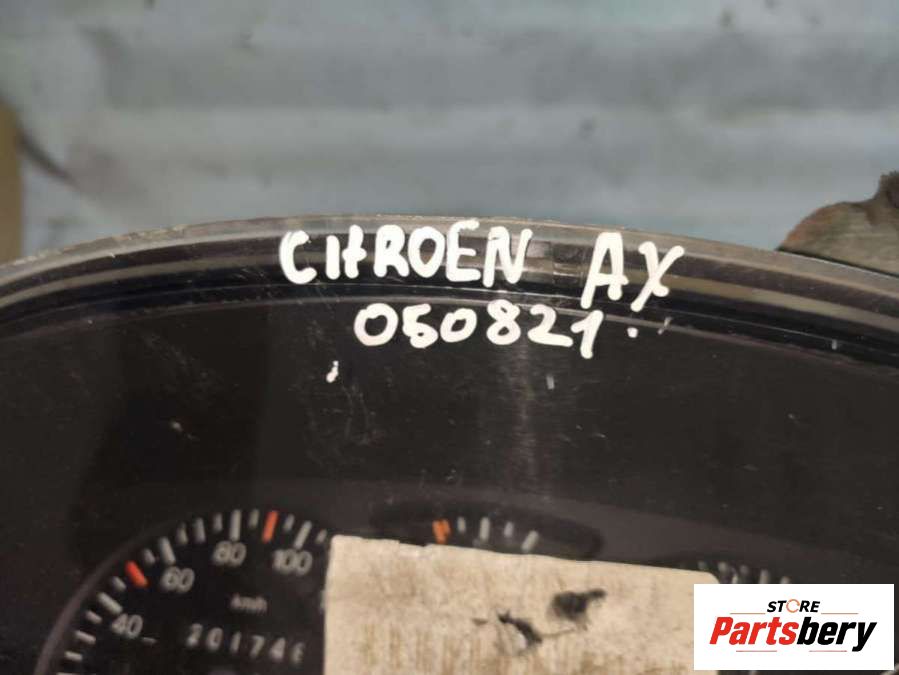 CITROEN AX
050821.
80
100
60
km/h
40
201746
STORE
Partsbery